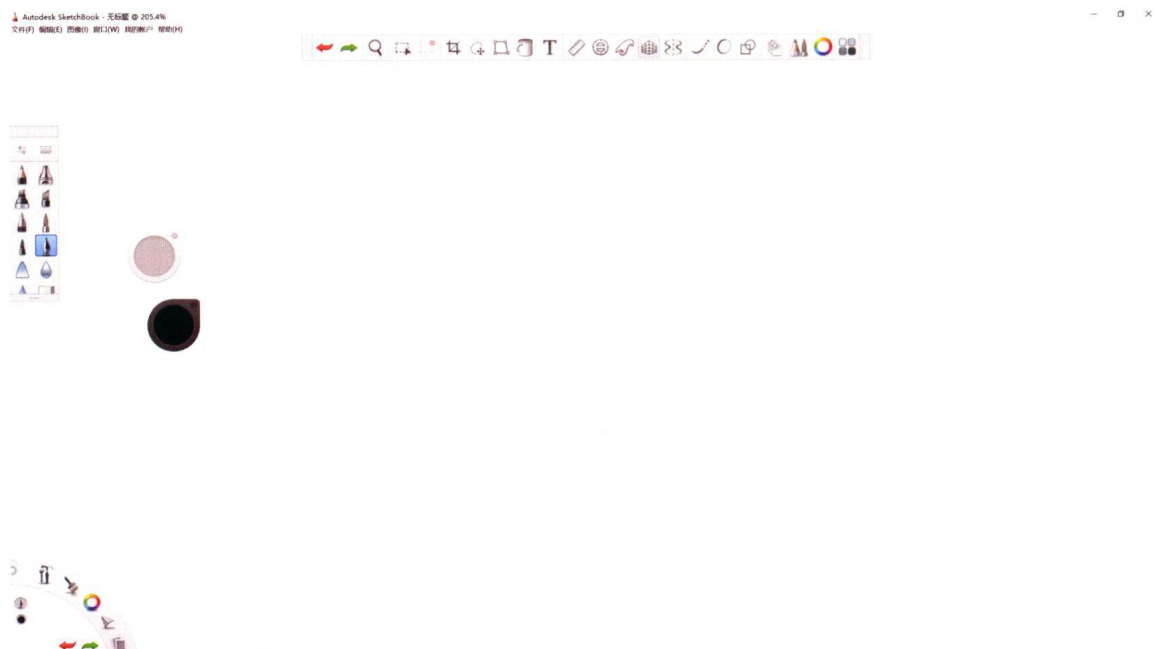 Autodesk SketchBook - 无标题 @ 205.4%
文件(F) 编辑(E) 图像(I) 窗口(W) 我的帐户 帮助(H)
T